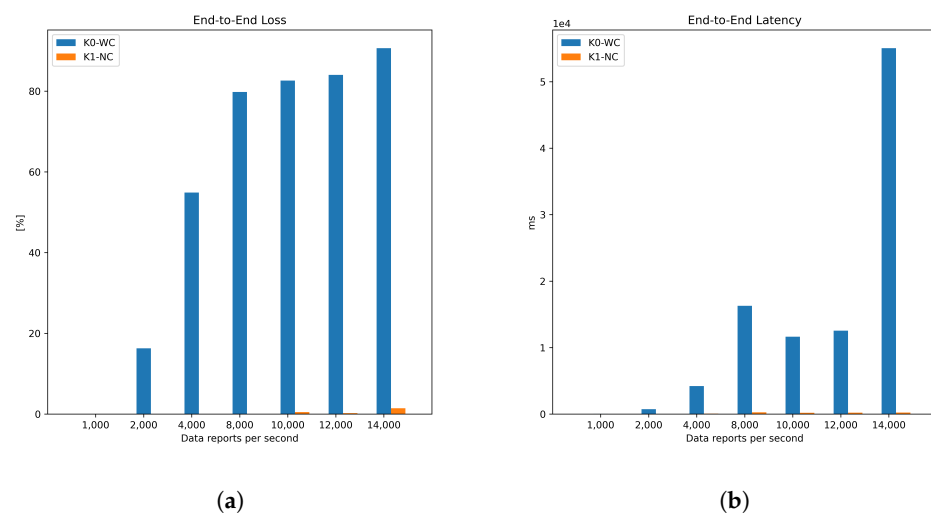 End-to-End Loss
K0-WC
K1-NC
80
60
40
20
0
[%]
1,000 2,000 4,000 8,000 10,000 12,000 14,000
Data reports per second
(a)
End-to-End Latency
1e4
K0-WC
K1-NC
5
4
3
2
1
0
ms
1,000 2,000 4,000 8,000 10,000 12,000 14,000
Data reports per second
(b)